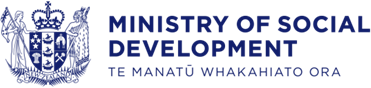 MINISTRY OF SOCIAL
DEVELOPMENT
TE MANATŪ WHAKAHIATO ORA